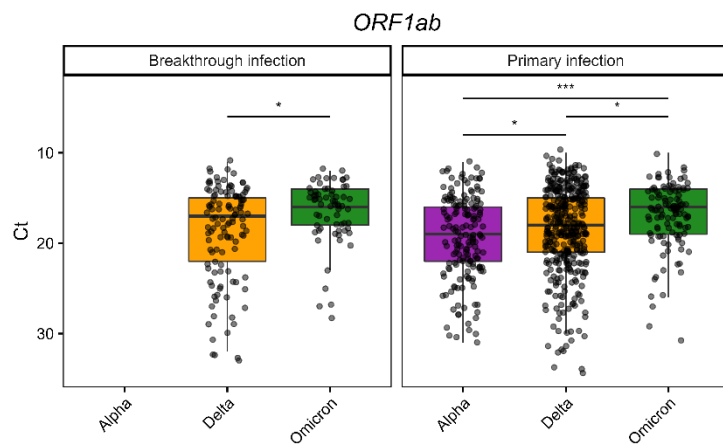 ORF1ab
Breakthrough infection
Primary infection
***
*
*
*
10
20
30
Ct
Alpha
Delta
Omicron
Alpha
Delta
Omicron